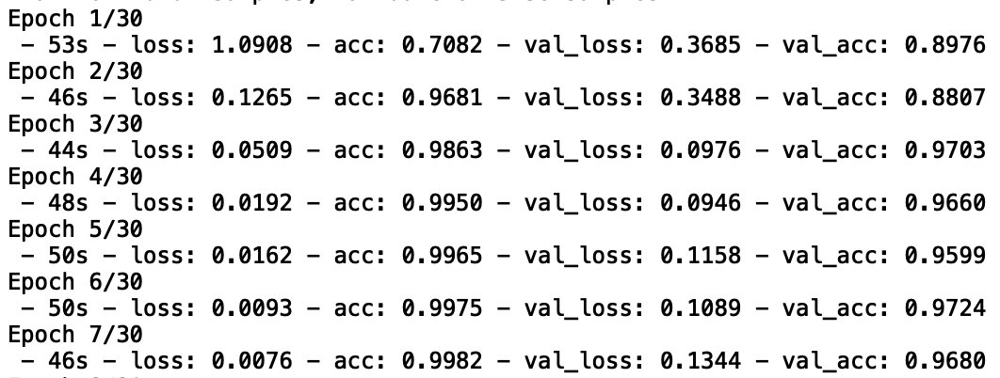 Epoch 1/30
 - 53s - loss: 1.0908 - acc: 0.7082 - val_loss: 0.3685 - val_acc: 0.8976
Epoch 2/30
 - 46s - loss: 0.1265 - acc: 0.9681 - val_loss: 0.3488 - val_acc: 0.8807
Epoch 3/30
 - 44s - loss: 0.0509 - acc: 0.9863 - val_loss: 0.0976 - val_acc: 0.9703
Epoch 4/30
 - 48s - loss: 0.0192 - acc: 0.9950 - val_loss: 0.0946 - val_acc: 0.9660
Epoch 5/30
 - 50s - loss: 0.0162 - acc: 0.9965 - val_loss: 0.1158 - val_acc: 0.9599
Epoch 6/30
 - 50s - loss: 0.0093 - acc: 0.9975 - val_loss: 0.1089 - val_acc: 0.9724
Epoch 7/30
 - 46s - loss: 0.0076 - acc: 0.9982 - val_loss: 0.1344 - val_acc: 0.9680